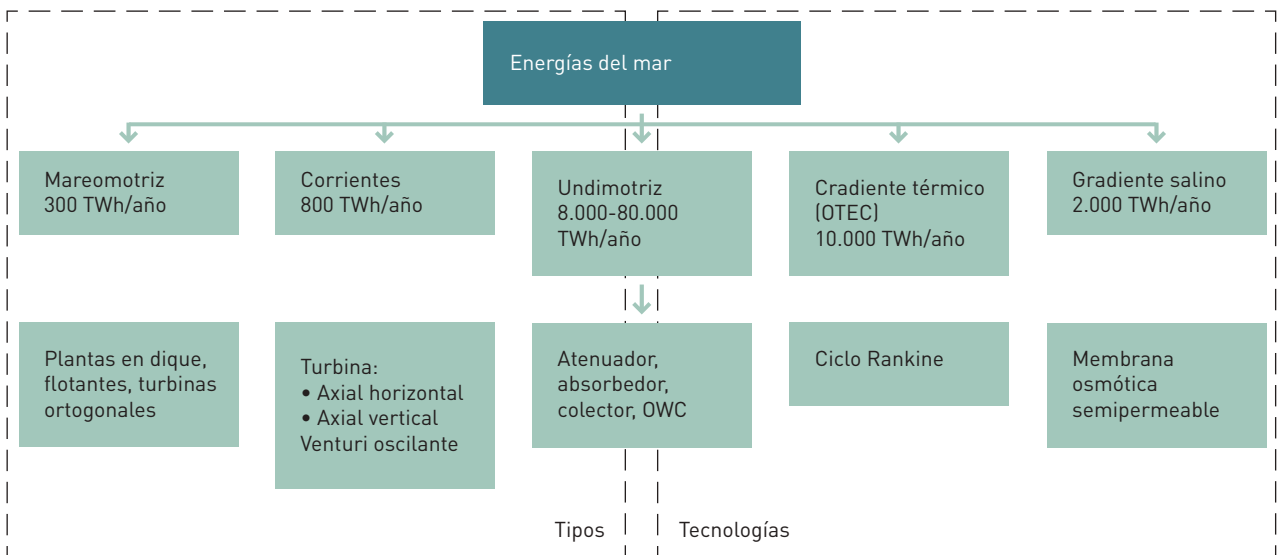 Energías del mar
Mareomotriz
300 TWh/año
Corrientes
800 TWh/año
Undimotriz
8.000-80.000
TWh/año
Cradiente térmico
(OTEC)
10.000 TWh/año
Gradiente salino
2.000 TWh/año
Plantas en dique,
flotantes, turbinas
ortogonales
Turbina:
• Axial horizontal
• Axial vertical
Venturi oscilante
Atenuador,
absorbedor,
colector, OWC
Ciclo Rankine
Membrana
osmótica
semipermeable
Tipos
Tecnologías